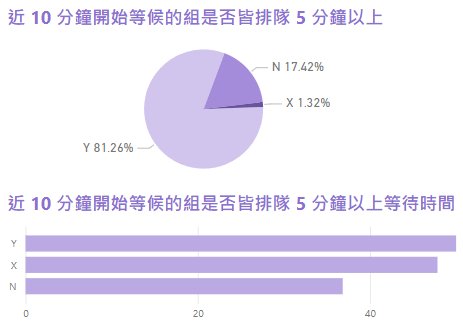 近 10 分鐘開始等候的組是否皆排隊 5 分鐘以上
N 17.42%
X 1.32%
Y 81.26%
近 10 分鐘開始等候的組是否皆排隊 5 分鐘以上等待時間
Y
X
N
0 20 40